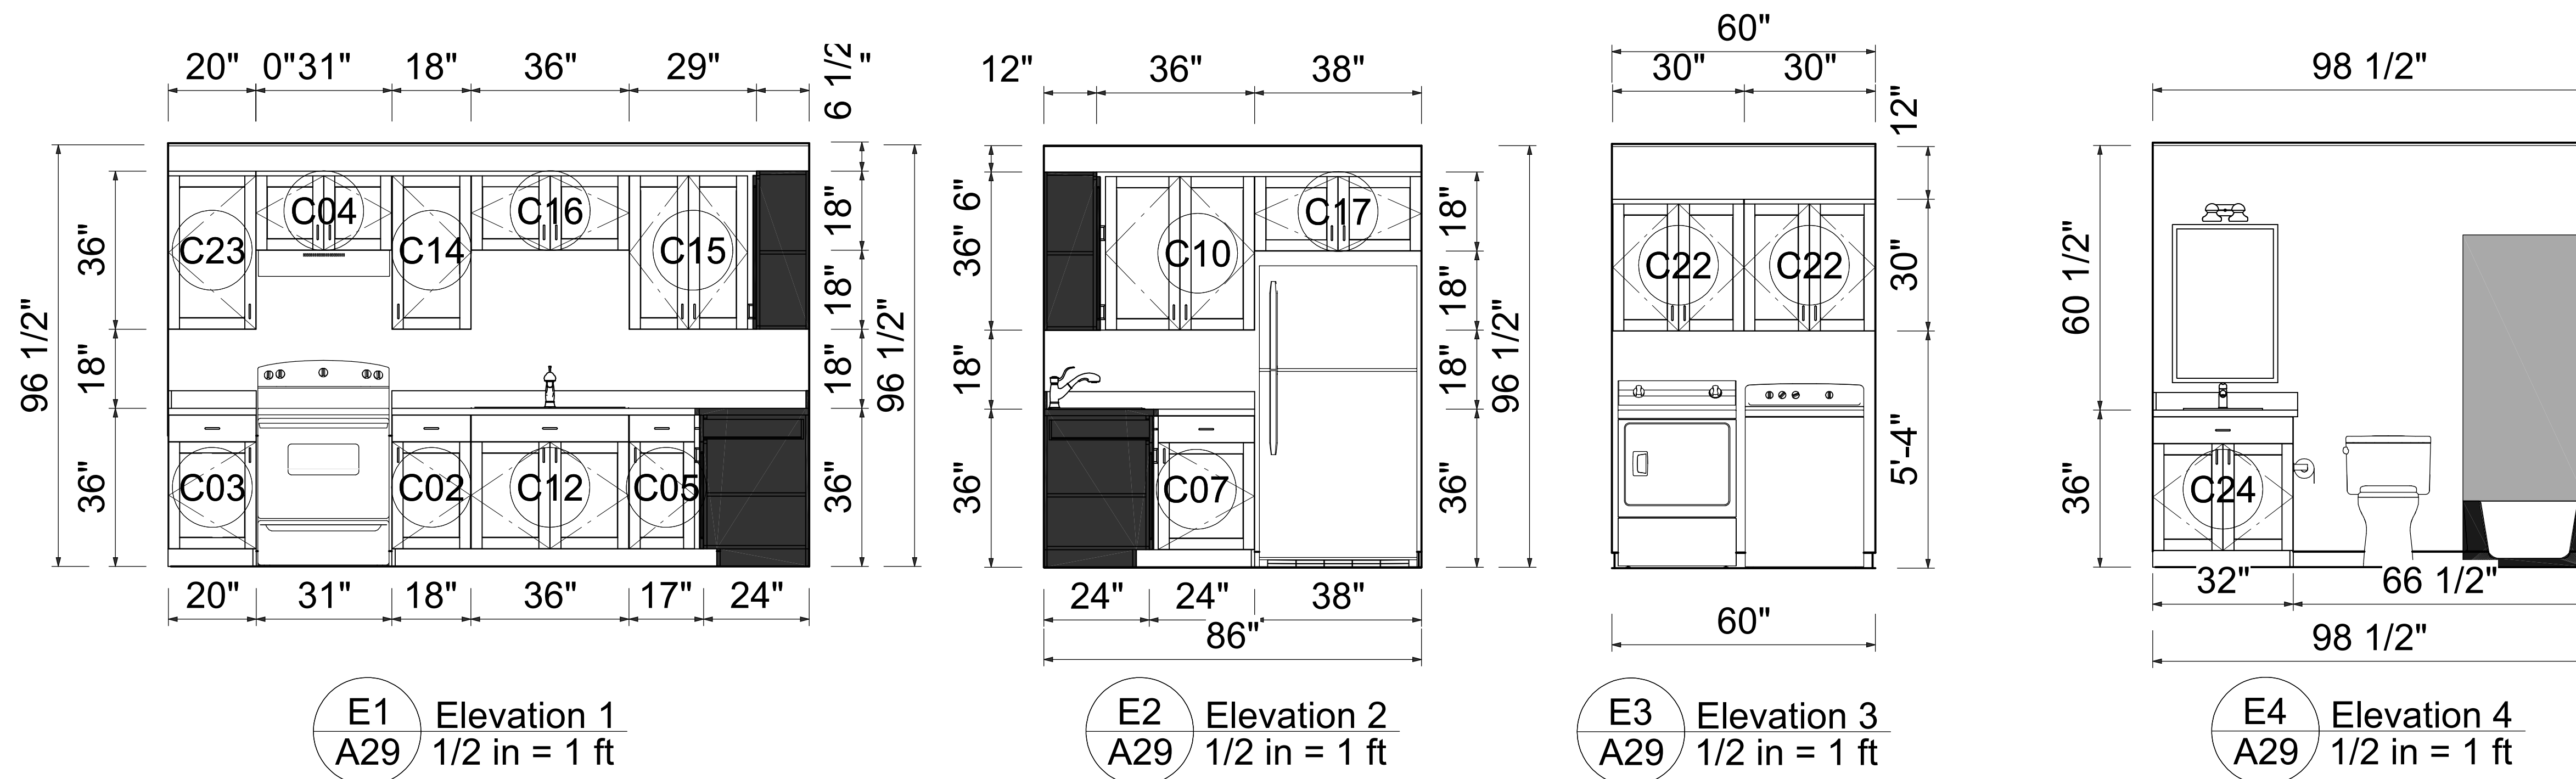 20" 0"31" 18" 36" 29" 6 1/2"
96 1/2" 36" 18" 36"
C23 C04 C14 C16 C15
18" 18" 18" 36" 96 1/2"
C03 C02 C12 C05
20" 31" 18" 36" 17" 24"
E1 Elevation 1
A29 1/2 in = 1 ft
12" 36" 38"
6" 36" 18" 36"
C10 C17
18" 18" 18" 36" 96 1/2"
C07
24" 24" 38"
86"
E2 Elevation 2
A29 1/2 in = 1 ft
60"
30" 30"
12" 30" 5'-4"
C22 C22
60"
E3 Elevation 3
A29 1/2 in = 1 ft
98 1/2"
60 1/2" 36"
C24
32" 66 1/2"
98 1/2"
E4 Elevation 4
A29 1/2 in = 1 ft